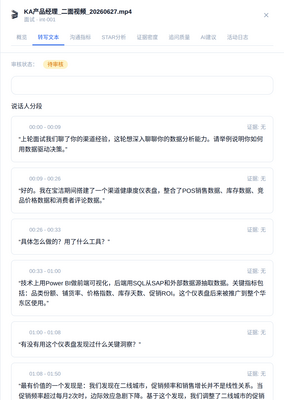 KA产品经理_二面视频_20260627.mp4
面试 · int-001
×
概览 转写文本 沟通指标 STAR分析 证据密度 追问质量 AI建议 活动日志
审核状态: 待审核
说话人分段
00:00 - 00:09 证据: 无
“上轮面试我们聊了你的渠道经验，这轮想深入聊聊你的数据分析能力。请举例说明你如何
用数据驱动决策。”
00:09 - 00:26 证据: 无
“好的。我在宝洁期间搭建了一个渠道健康度仪表盘，整合了POS销售数据、库存数据、竞
品价格数据和消费者评论数据。”
00:26 - 00:33 证据: 无
“具体怎么做的？用了什么工具？”
00:33 - 01:00 证据: 无
“技术上用Power BI做前端可视化，后端用SQL从SAP和外部数据源抽取数据。关键指标包
括：品类份额、铺货率、价格指数、库存天数、促销ROI。这个仪表盘后来被推广到整个华
东区使用。”
01:00 - 01:08 证据: 无
“有没有用这个仪表盘发现过什么关键洞察？”
01:08 - 01:50 证据: 无
“最有价值的一个发现是：我们发现在二线城市，促销频率和销售增长并不是线性关系。当
促销频率超过每月2次时，边际效应急剧下降。基于这个发现，我们调整了二线城市的促销